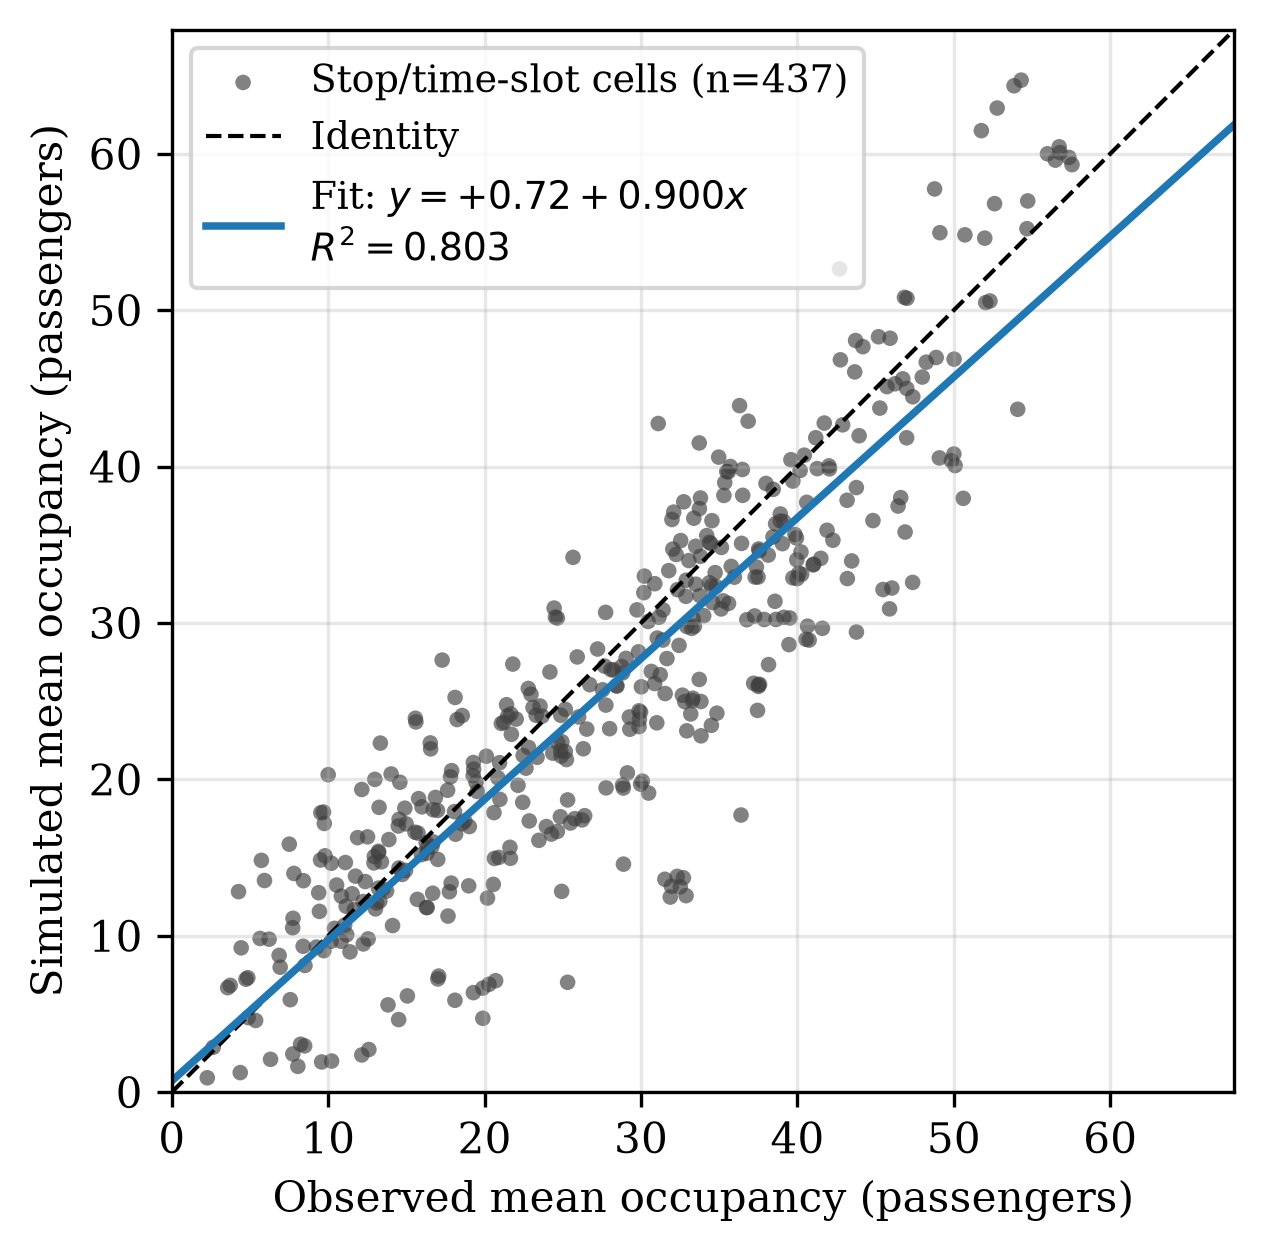 Stop/time-slot cells (n=437)
Identity
Fit: y = +0.72 + 0.900x
R² = 0.803
Simulated mean occupancy (passengers)
60
50
40
30
20
10
0
0 10 20 30 40 50 60
Observed mean occupancy (passengers)